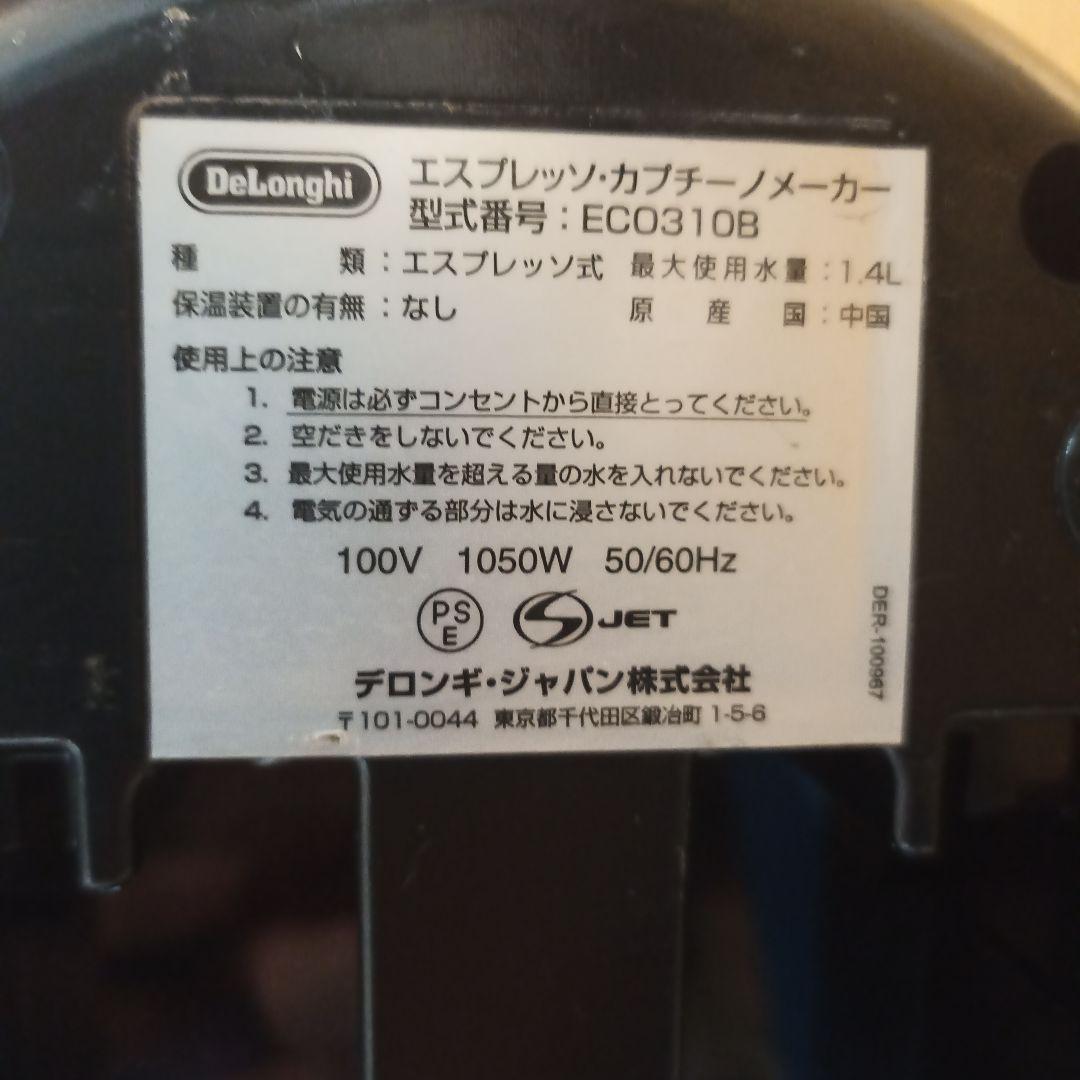 DeLonghi
エスプレッソ・カプチーノメーカー
型式番号：ECO310B
種　類：エスプレッソ式 最大使用水量：1.4L
保温装置の有無：なし 原産国：中国
使用上の注意
1. 電源は必ずコンセントから直接とってください。
2. 空だきをしないでください。
3. 最大使用水量を超える量の水を入れないでください。
4. 電気の通ずる部分は水に浸さないでください。
100V 1050W 50/60Hz
PS
E
JET
デロンギ・ジャパン株式会社
〒101-0044 東京都千代田区鍛冶町 1-5-6
DER-100967